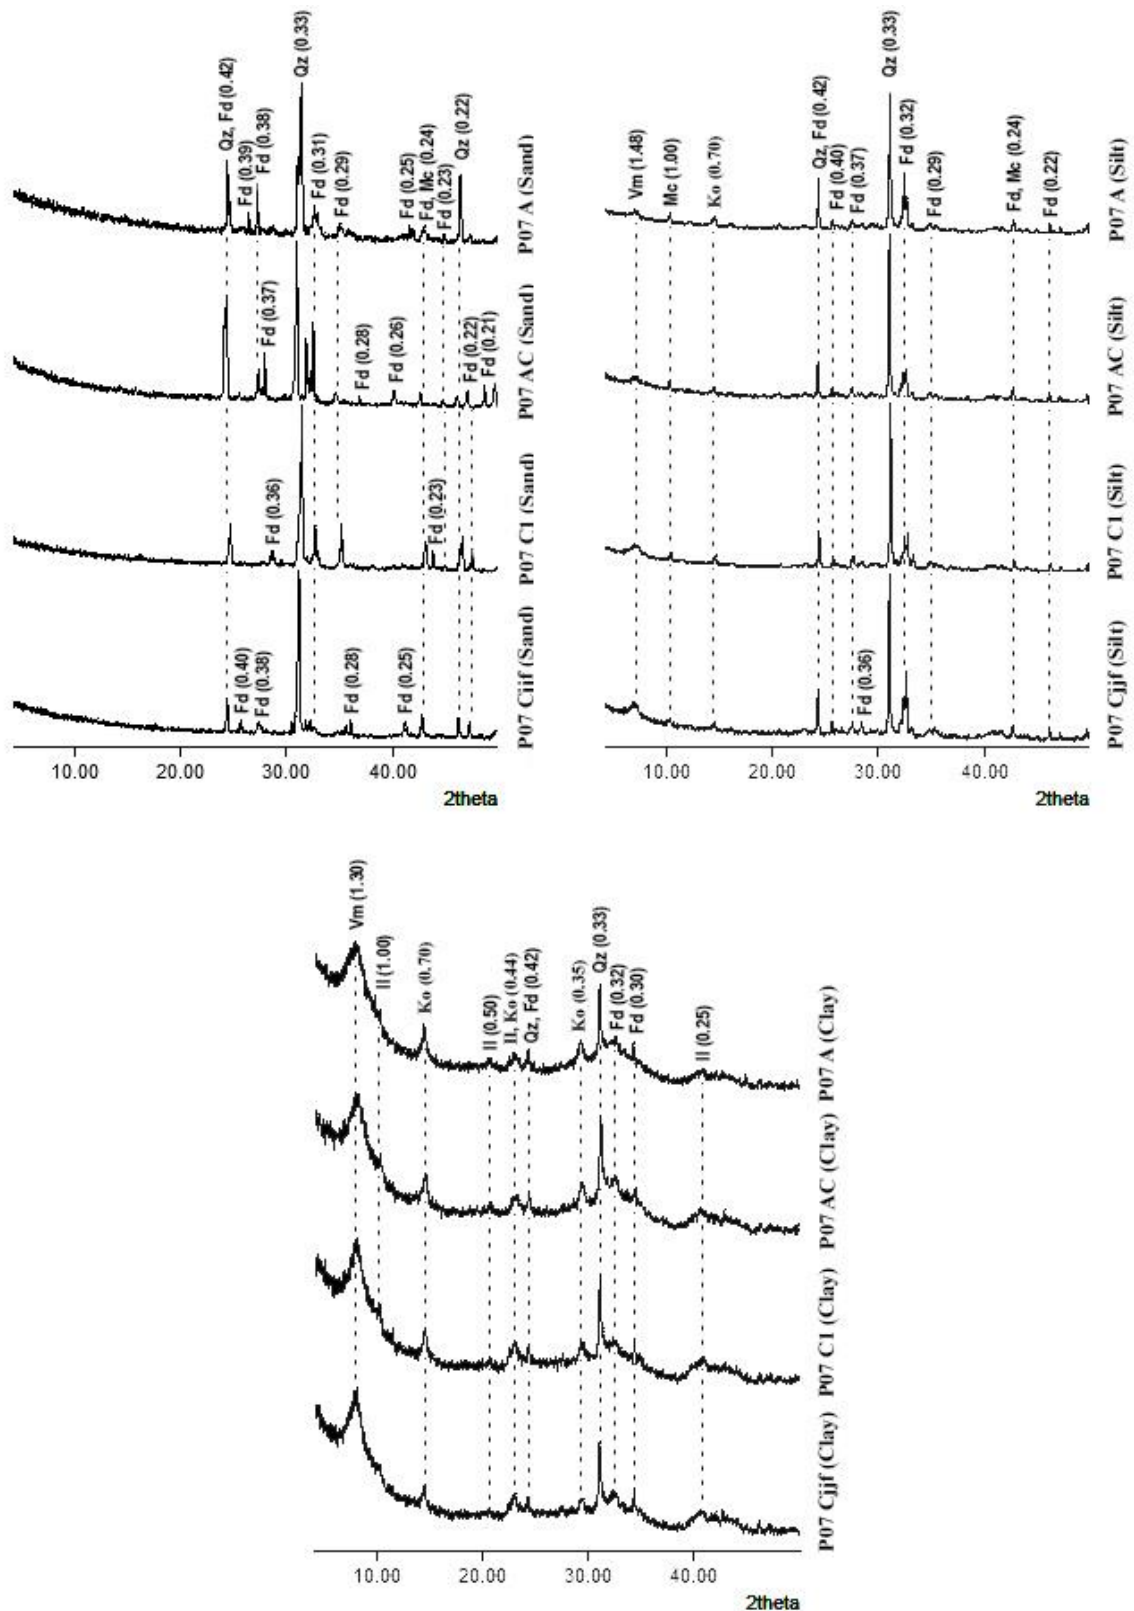 Qz, Fd (0.42)
Fd (0.39)
Fd (0.38)
Qz (0.33)
Fd (0.31)
Fd (0.29)
Fd (0.25)
Fd, Mc (0.24)
Fd (0.23)
Qz (0.22)
P07 A (Sand)
Fd (0.37)
Fd (0.28)
Fd (0.26)
Fd (0.22)
Fd (0.21)
P07 AC (Sand)
Fd (0.36)
Fd (0.23)
P07 C1 (Sand)
Fd (0.40)
Fd (0.38)
Fd (0.28)
Fd (0.25)
P07 Cjjf (Sand)
10.00 20.00 30.00 40.00
2theta
Vm (1.48)
Mc (1.00)
Ko (0.70)
Qz, Fd (0.42)
Fd (0.40)
Fd (0.37)
Qz (0.33)
Fd (0.32)
Fd (0.29)
Fd, Mc (0.24)
Fd (0.22)
P07 A (Silt)
P07 AC (Silt)
P07 C1 (Silt)
Fd (0.36)
P07 Cjjf (Silt)
10.00 20.00 30.00 40.00
2theta
Vm (1.30)
Il (1.00)
Ko (0.70)
Il (0.50)
Il, Ko (0.44)
Qz, Fd (0.42)
Ko (0.35)
Qz (0.33)
Fd (0.32)
Fd (0.30)
Il (0.25)
P07 A (Clay)
P07 AC (Clay)
P07 C1 (Clay)
P07 Cjjf (Clay)
10.00 20.00 30.00 40.00
2theta